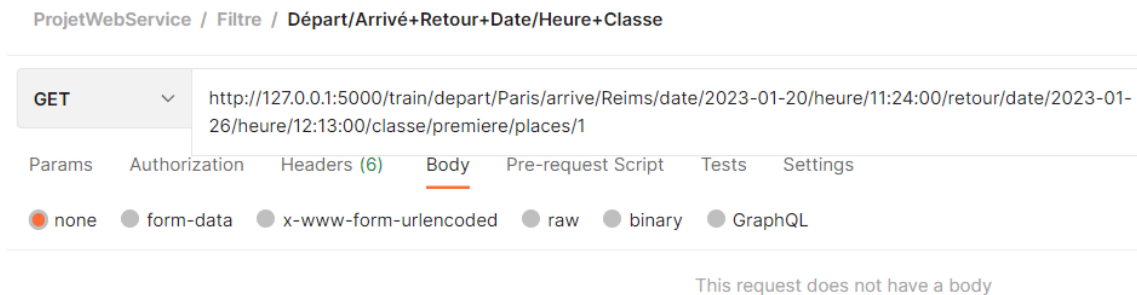 ProjetWebService / Filtre / Départ/Arrivé+Retour+Date/Heure+Classe
GET http://127.0.0.1:5000/train/depart/Paris/arrive/Reims/date/2023-01-20/heure/11:24:00/retour/date/2023-01-
26/heure/12:13:00/classe/premiere/places/1
Params Authorization Headers (6) Body Pre-request Script Tests Settings
none form-data x-www-form-urlencoded raw binary GraphQL
This request does not have a body